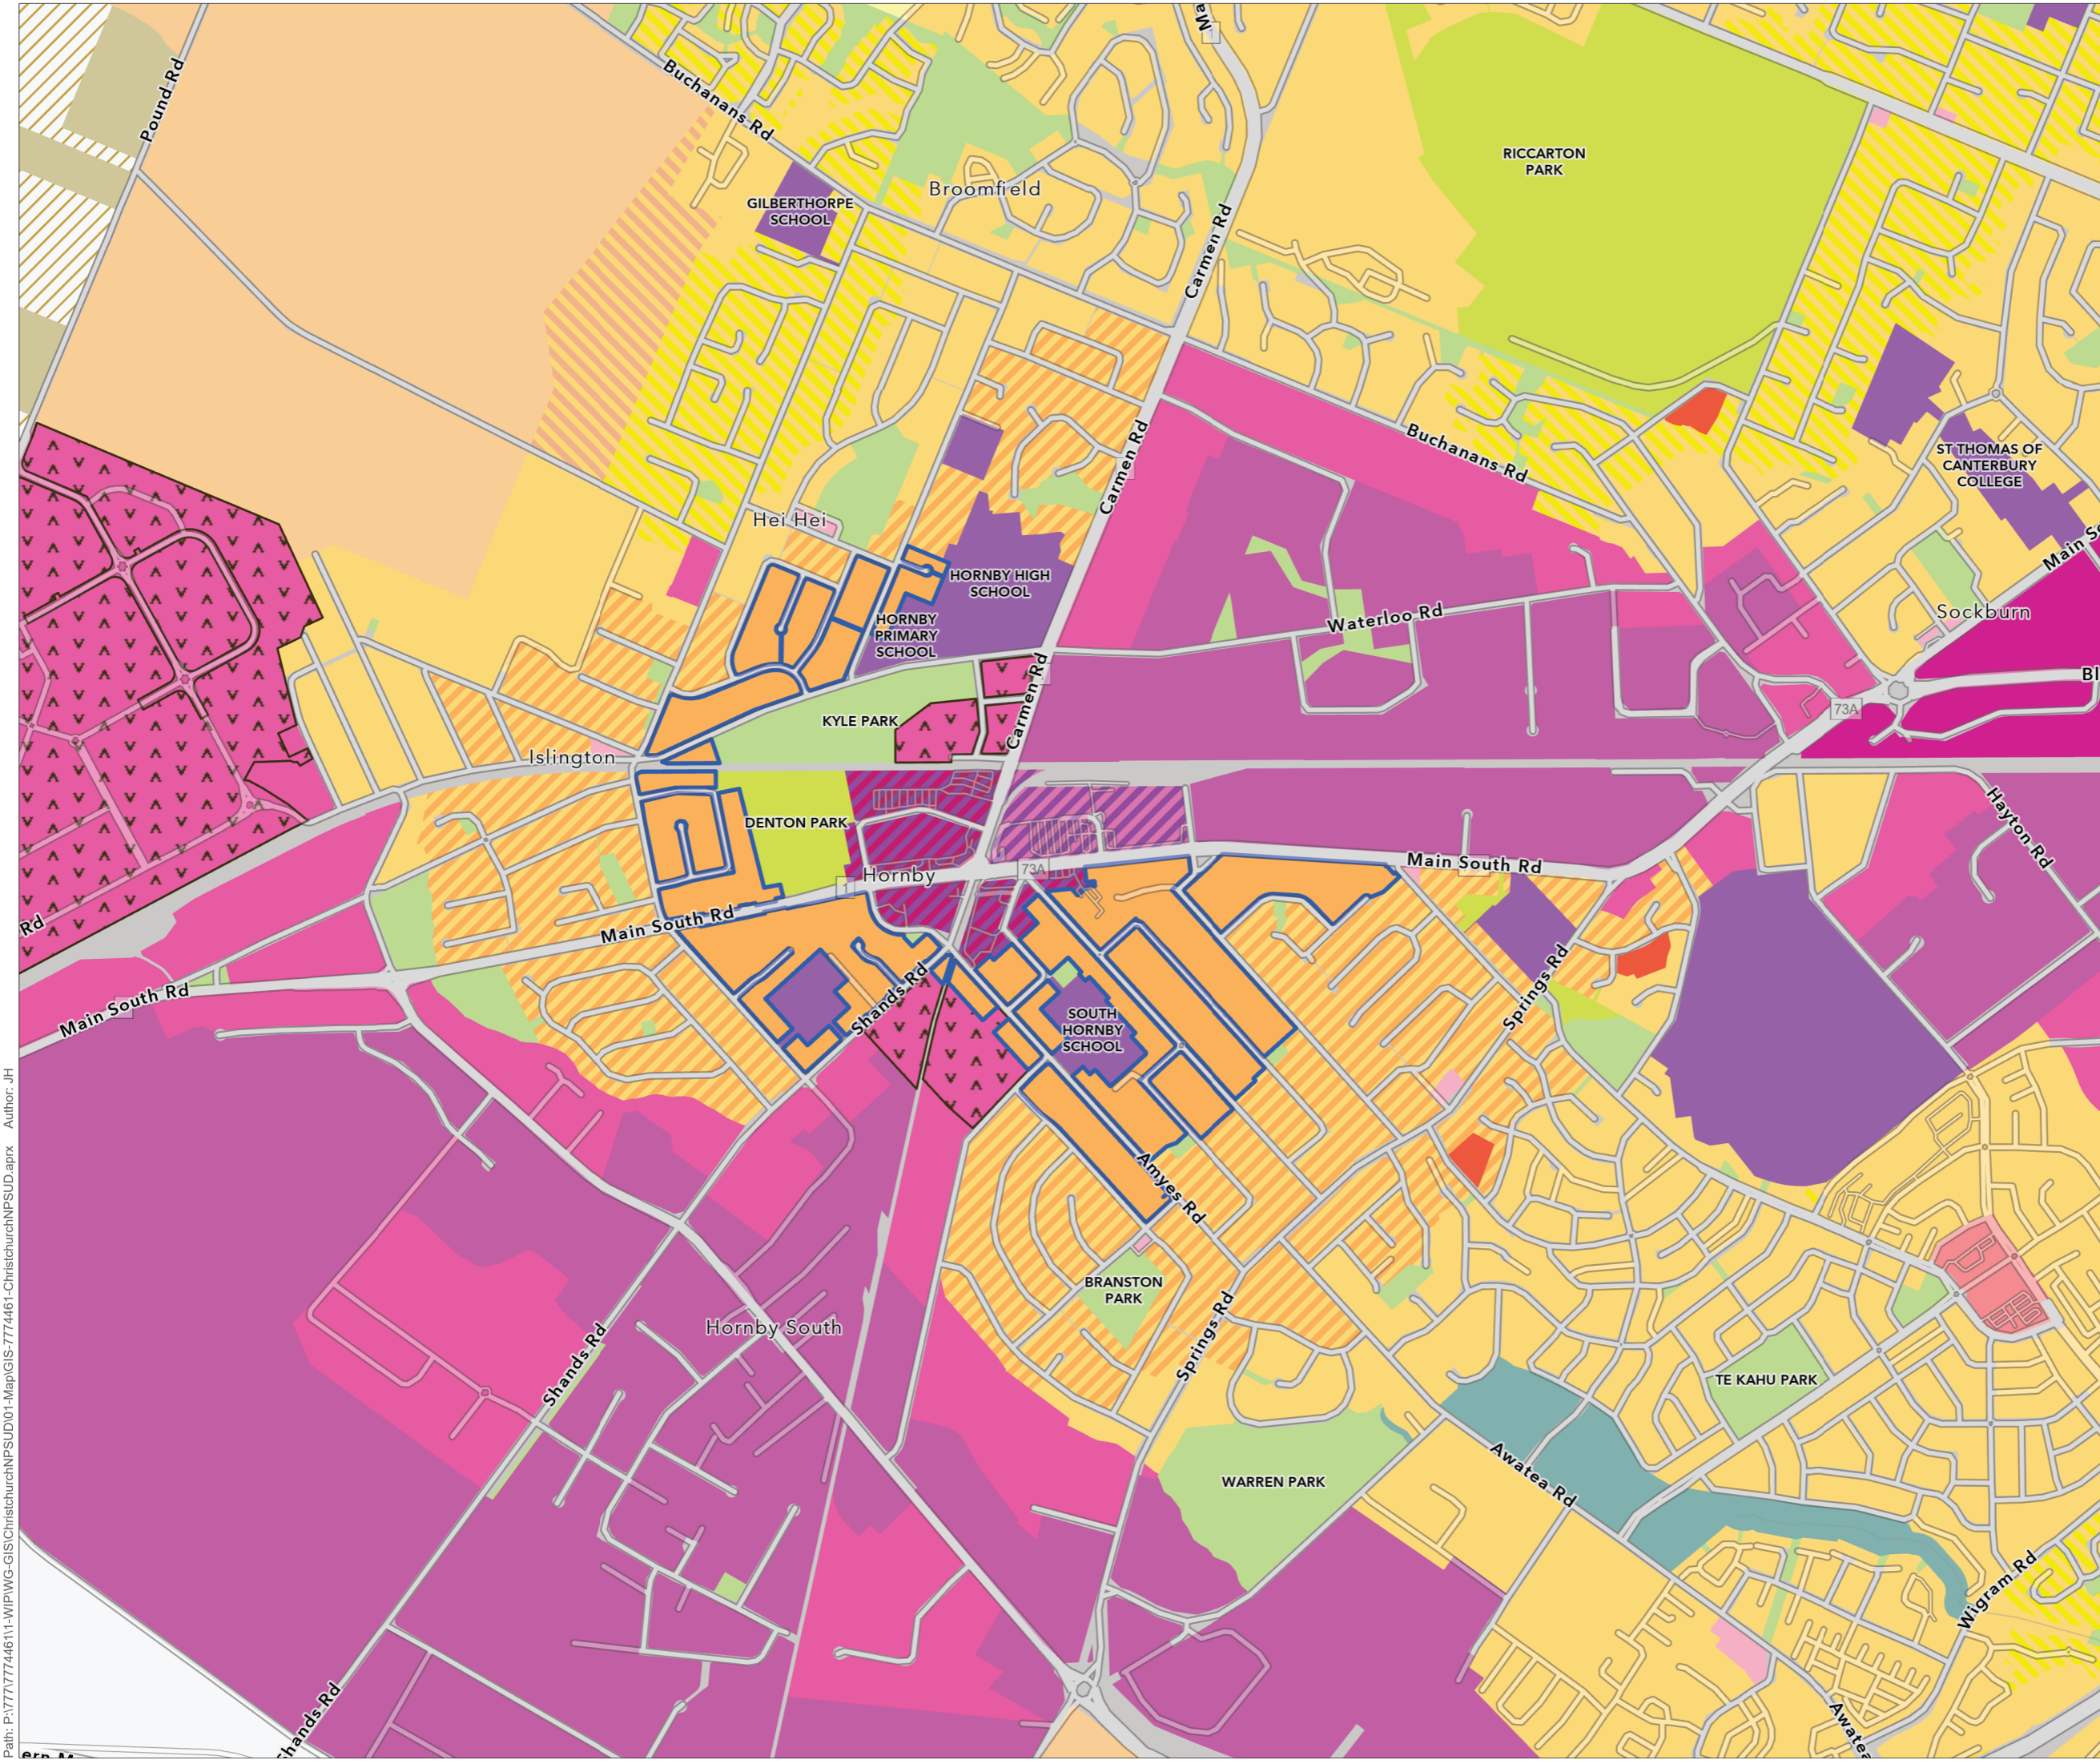 Pound Rd
Buchanans Rd
1
RICCARTON
PARK
GILBERTHORPE
SCHOOL
Broomfield
Carmen Rd
Carmen Rd
Buchanans Rd
ST THOMAS OF
CANTERBURY
COLLEGE
Hei Hei
HORNBY HIGH
SCHOOL
HORNBY
PRIMARY
SCHOOL
Waterloo Rd
Sockburn
Carmen Rd
KYLE PARK
73A
Islington
DENTON PARK
Hayton Rd
Main South Rd
73A
Hornby
1
Main South Rd
Rd
Springs Rd
Main South Rd
Shands Rd
SOUTH
HORNBY
SCHOOL
Amyes Rd
BRANSTON
PARK
Hornby South
Springs Rd
Shands Rd
TE KAHU PARK
WARREN PARK
Awatea Rd
Wigram Rd
Shands Rd
Awatea
Path: P:\777\7774461\1-WIP\WG-GIS\ChristchurchNPSUD\01-Map\GIS-7774461-ChristchurchNPSUD.aprx Author: JH